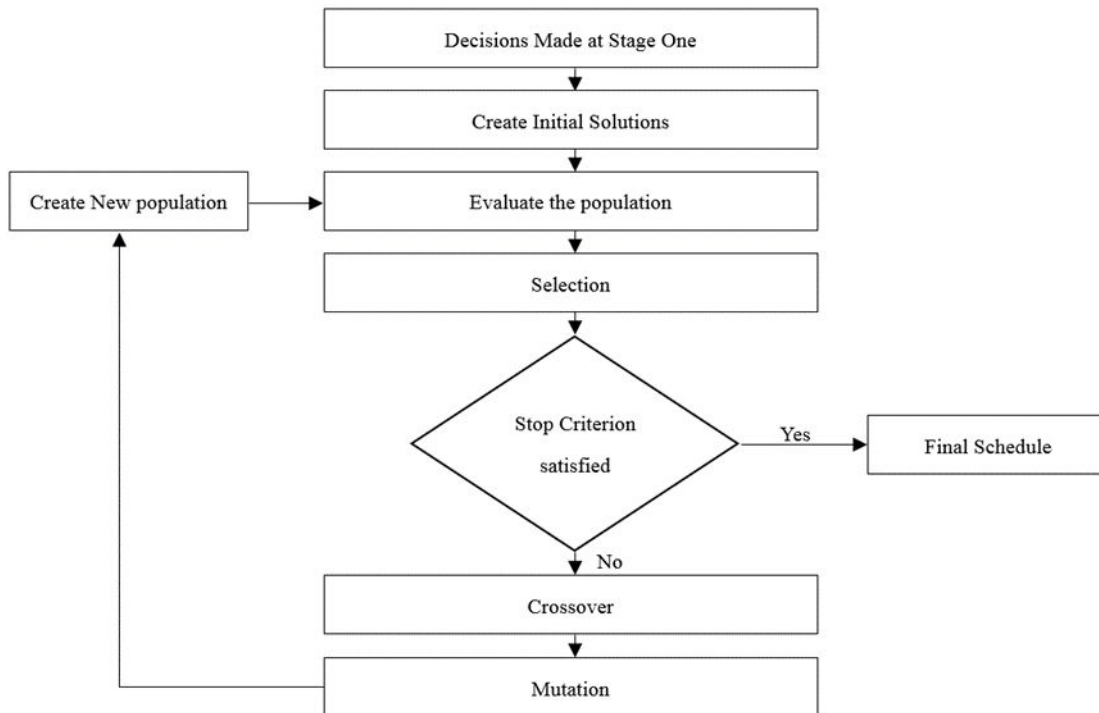 Decisions Made at Stage One
Create Initial Solutions
Create New population
Evaluate the population
Selection
Stop Criterion
satisfied
Yes
Final Schedule
No
Crossover
Mutation